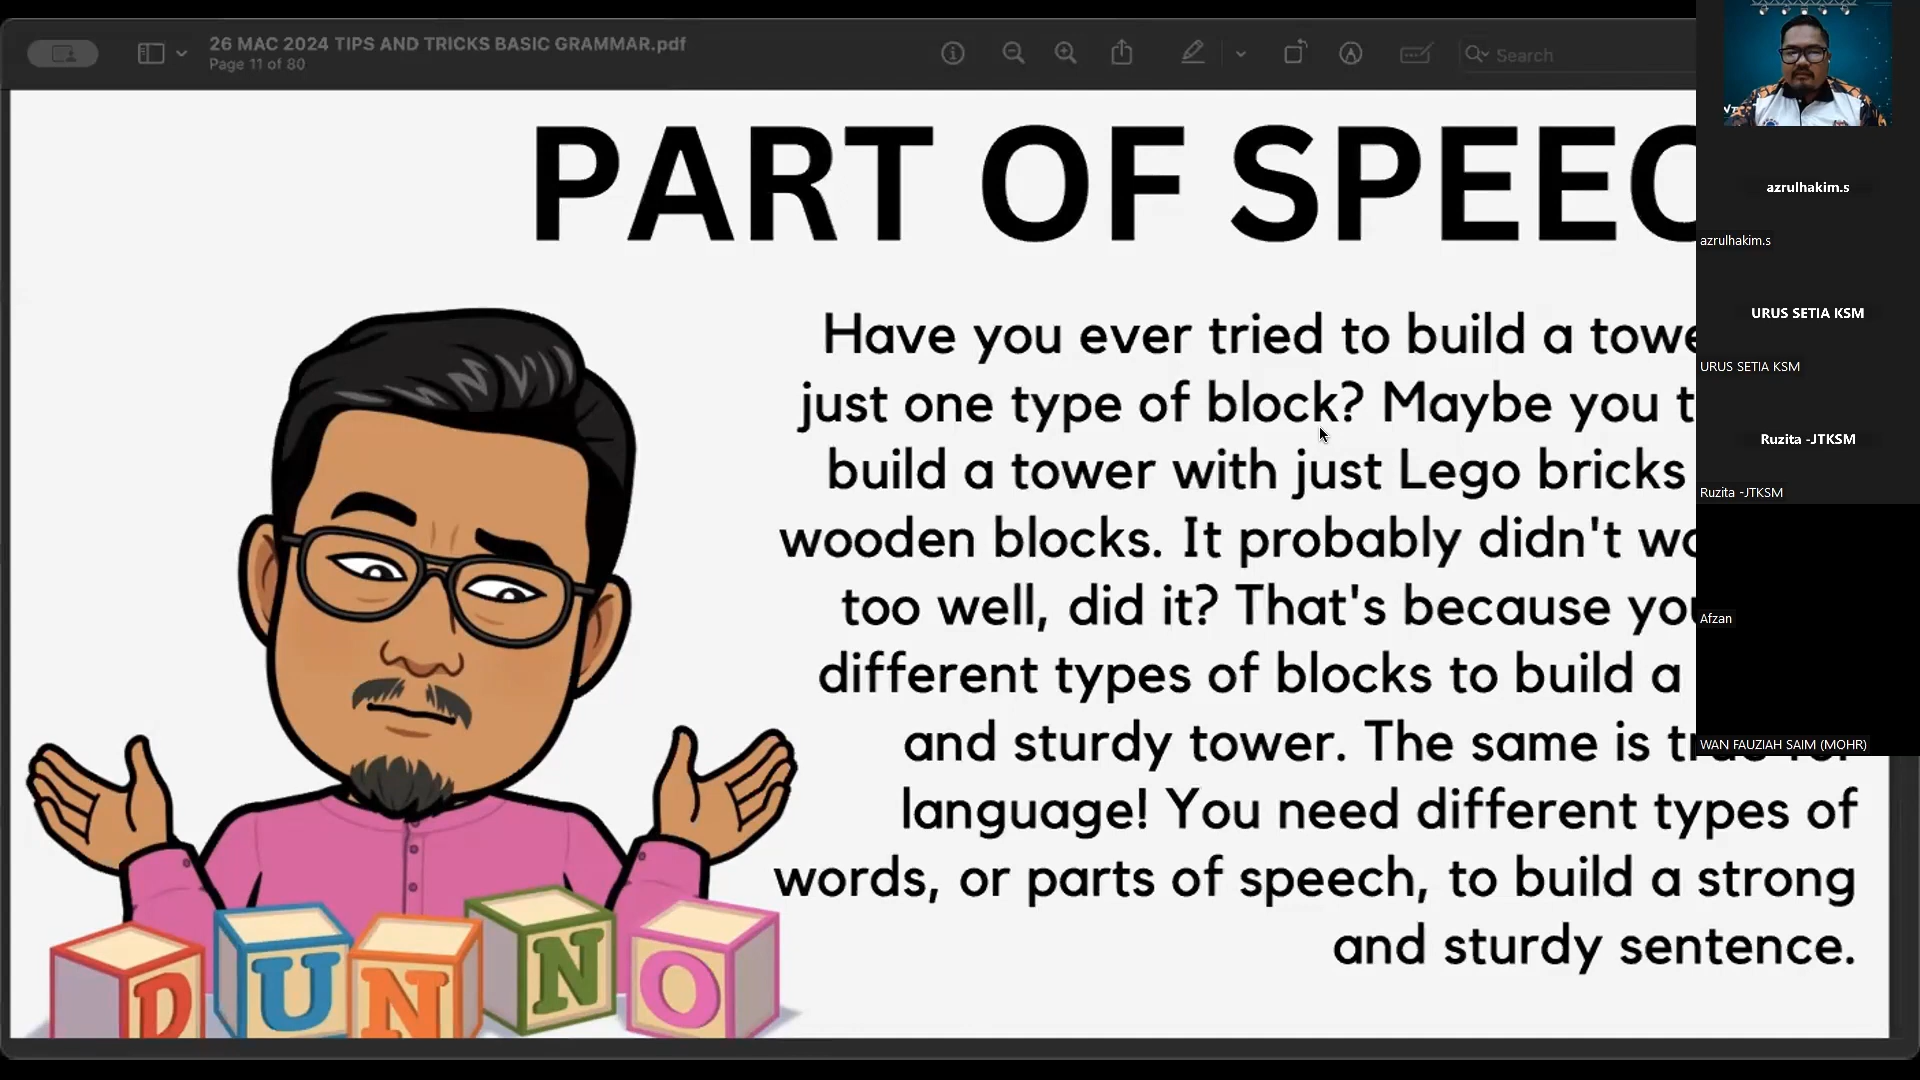 26 MAC 2024 TIPS AND TRICKS BASIC GRAMMAR.pdf
Page 11 of 80
Search
PART OF SPEEC
Have you ever tried to build a towe
just one type of block? Maybe you t
build a tower with just Lego bricks
wooden blocks. It probably didn't wo
too well, did it? That's because you
different types of blocks to build a
and sturdy tower. The same is true for
language! You need different types of
words, or parts of speech, to build a strong
and sturdy sentence.
D U N N O
azrulhakim.s
azrulhakim.s
URUS SETIA KSM
URUS SETIA KSM
Ruzita -JTKSM
Ruzita -JTKSM
Afzan
WAN FAUZIAH SAIM (MOHR)